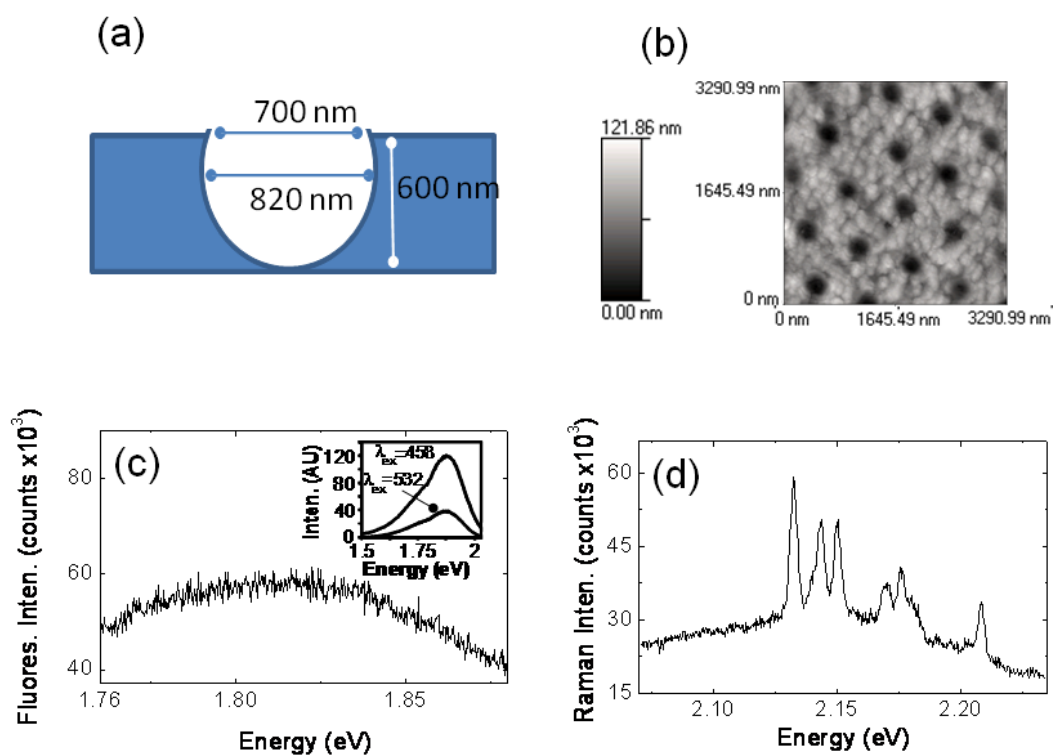 (a)
700 nm
820 nm
600 nm
(b)
121.86 nm
0.00 nm
3290.99 nm
1645.49 nm
0 nm
0 nm
1645.49 nm
3290.99 nm
(c)
Fluores. Inten. (counts x10³)
80
60
40
1.76
1.80
1.85
Energy (eV)
Inten. (AU)
120
80
40
0
λex=458
λex=532
1.5
1.75
2
Energy (eV)
(d)
Raman Inten. (counts x10³)
60
45
30
15
2.10
2.15
2.20
Energy (eV)